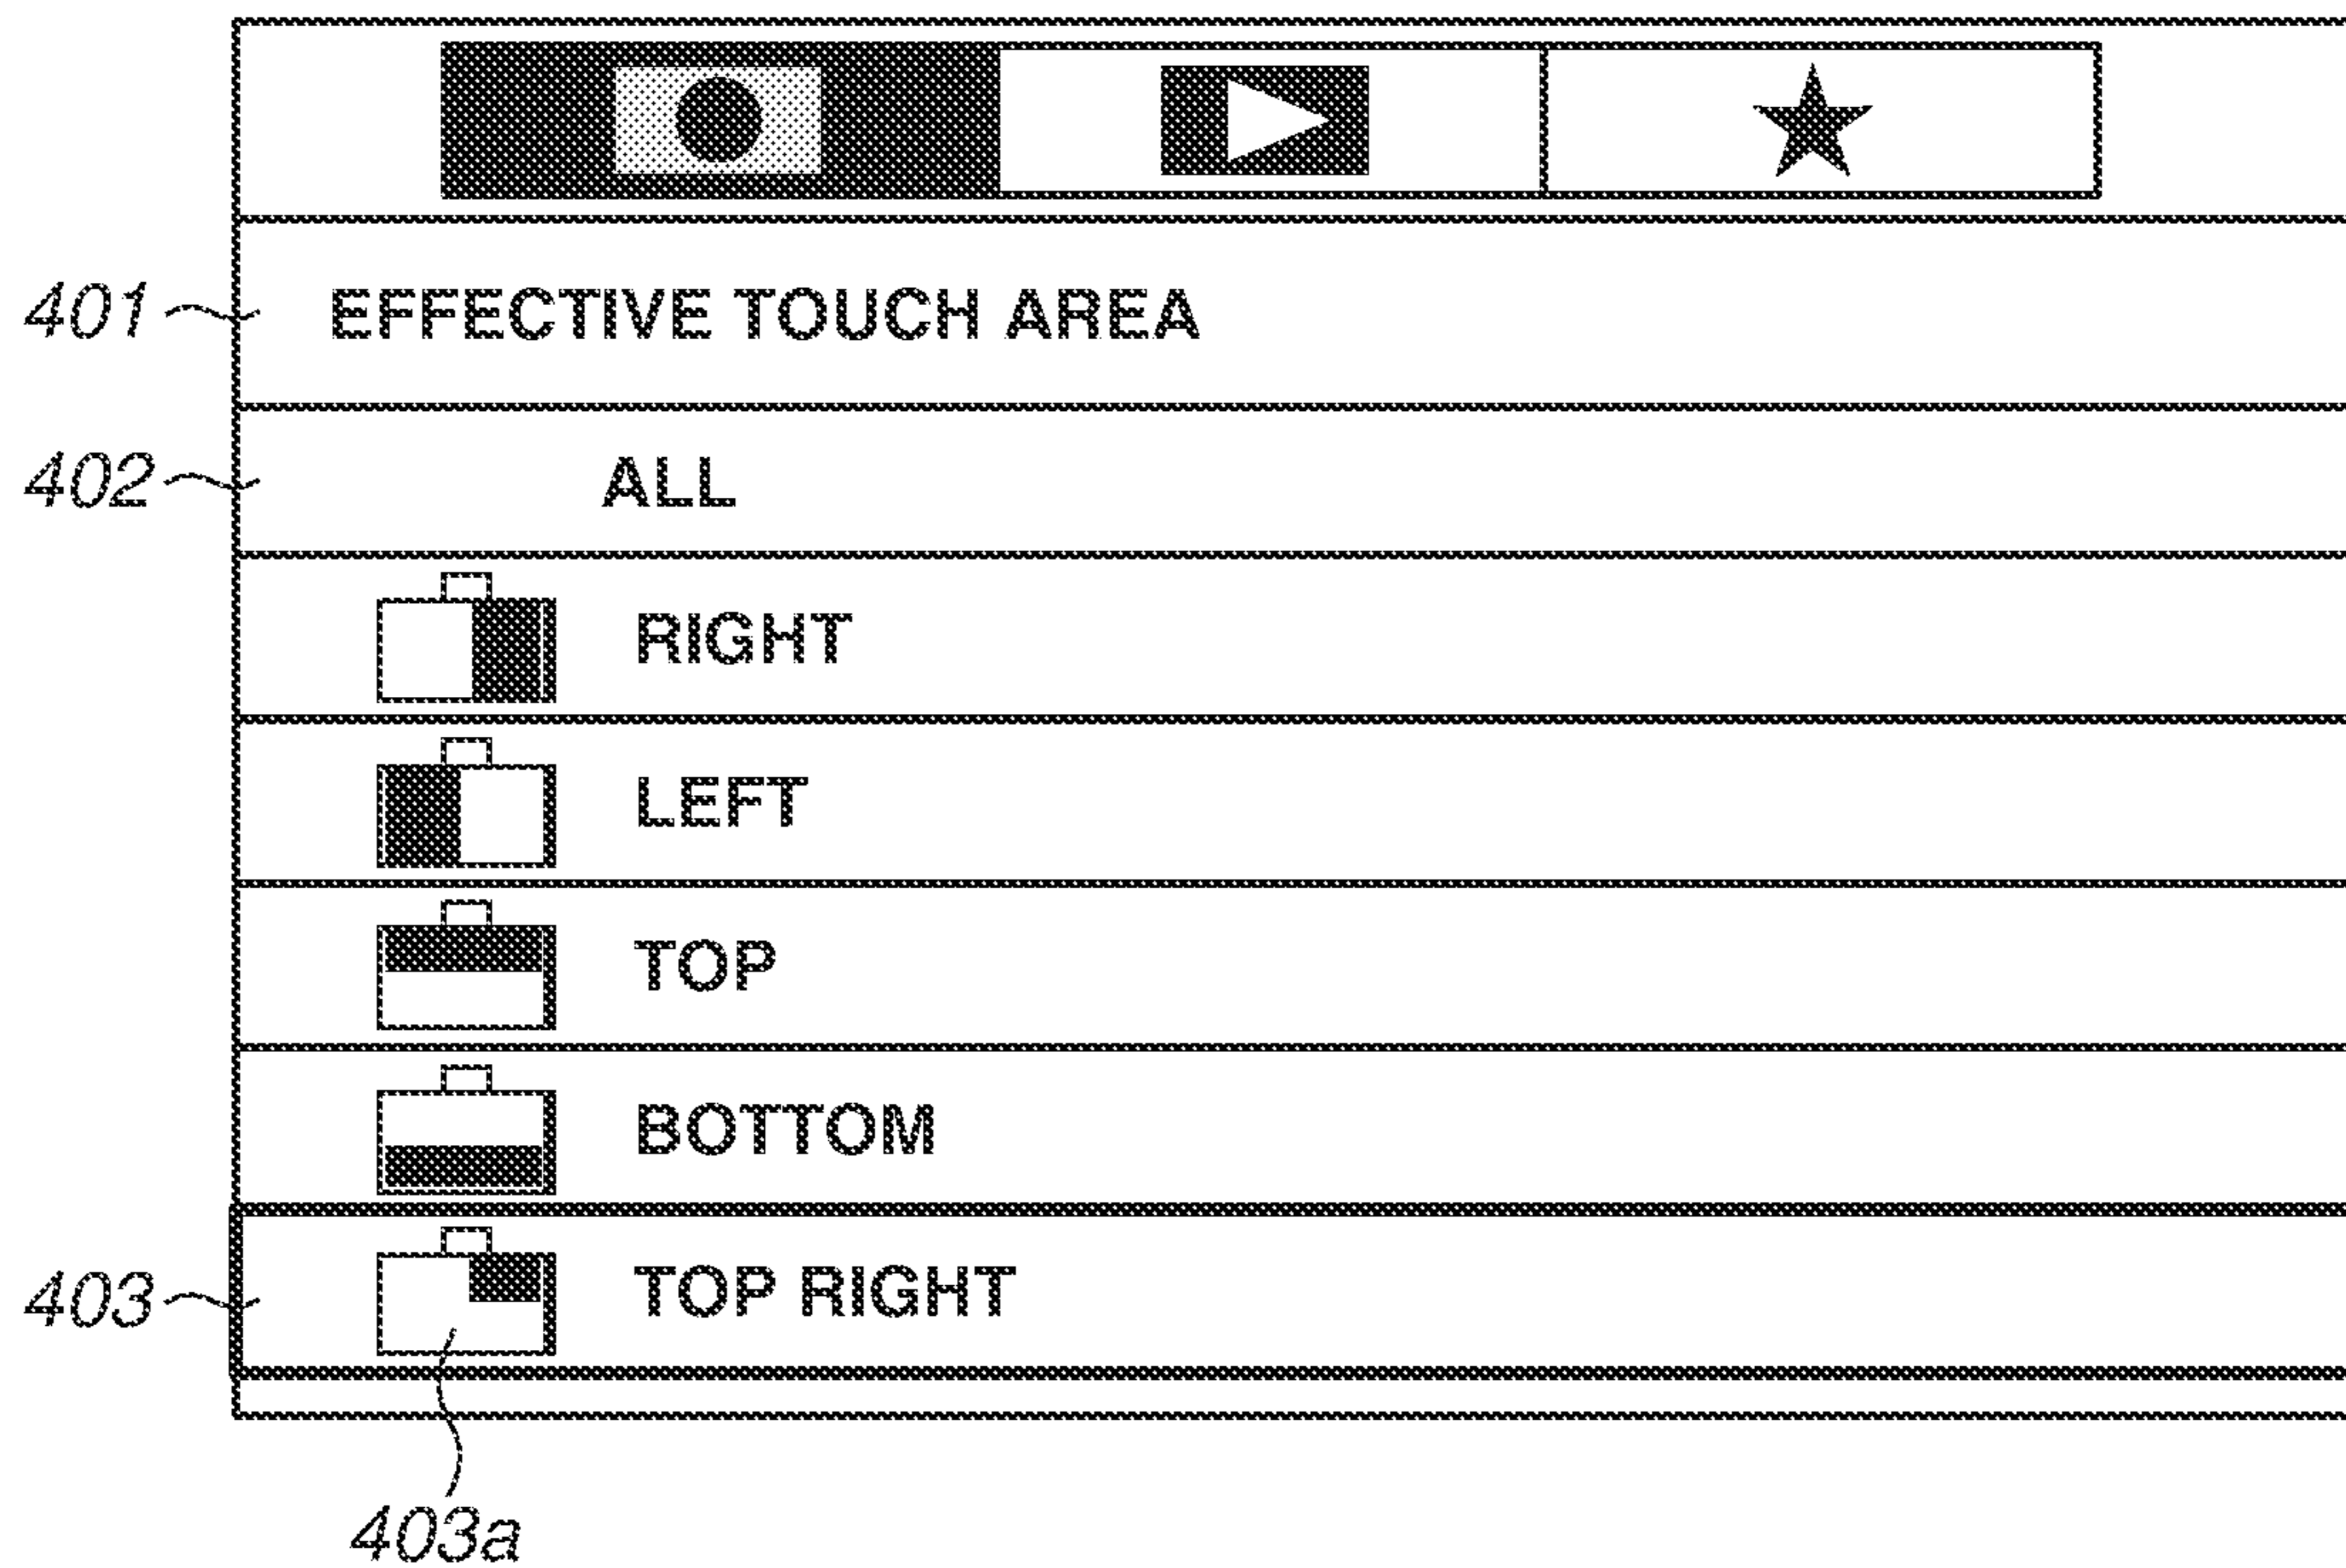 401 EFFECTIVE TOUCH AREA
402 ALL
RIGHT
LEFT
TOP
BOTTOM
403 TOP RIGHT
403a